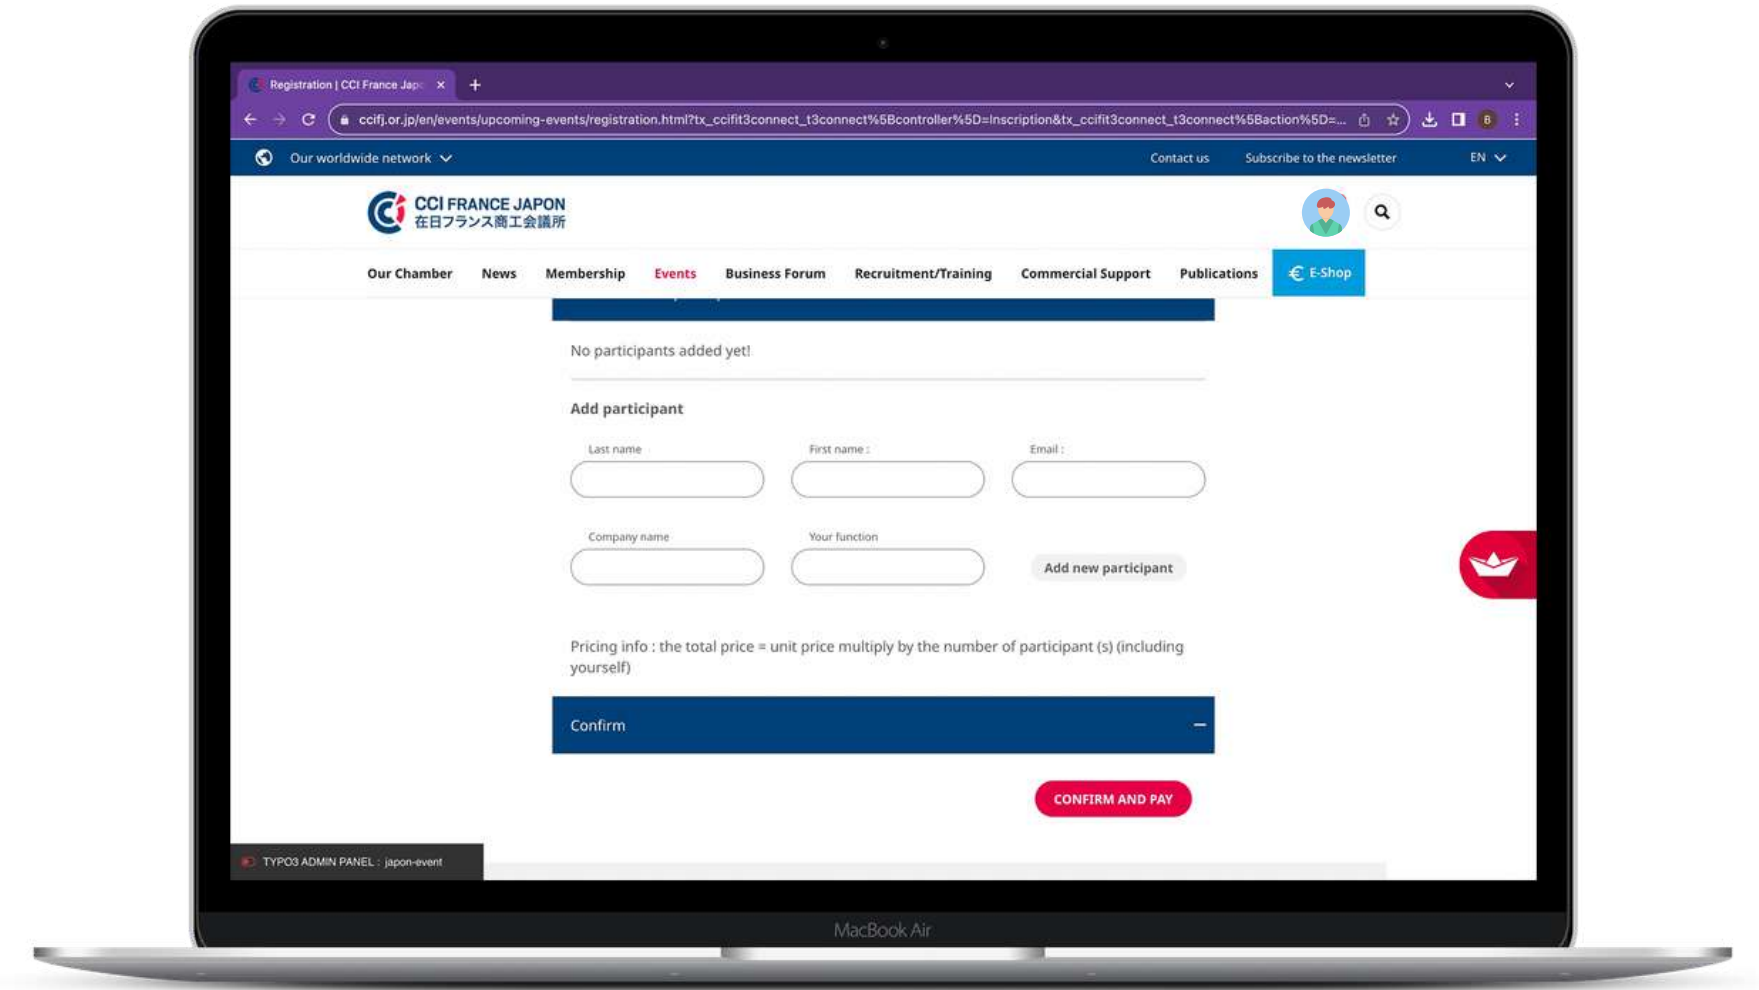 Registration | CCI France Jap
ccifj.or.jp/en/events/upcoming-events/registration.html?tx_ccifit3connect_t3connect%5Bcontroller%5D=Inscription&tx_ccifit3connect_t3connect%5Baction%5D=...
B
Our worldwide network
Contact us
Subscribe to the newsletter
EN
CCI FRANCE JAPON
在日フランス商工会議所
Our Chamber
News
Membership
Events
Business Forum
Recruitment/Training
Commercial Support
Publications
€ E-Shop
No participants added yet!
Add participant
Last name
First name :
Email :
Company name
Your function
Add new participant
Pricing info : the total price = unit price multiply by the number of participant (s) (including
yourself)
Confirm
CONFIRM AND PAY
TYPO3 ADMIN PANEL : japon-event
MacBook Air